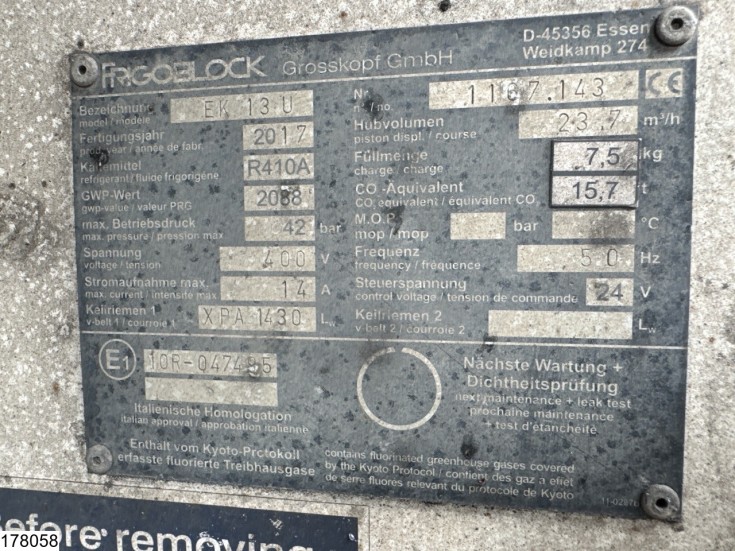 FRIGOBLOCK Grosskopf GmbH
D-45356 Essen
Weidkamp 274
Bezeichnung
model / modele
EK 13 U
Nr.
n° / no.
143
CE
Fertigungsjahr
prod. year / année de fabr.
2017
Hubvolumen
piston displ. / course
23.7 m³/h
Kältemittel
refrigerant / fluide frigorigène
R410A
Füllmenge
charge / charge
7,5 kg
GWP-Wert
gwp-value / valeur PRG
2088
CO₂-Äquivalent
CO₂ equivalent / équivalent CO₂
15,7 t
max. Betriebsdruck
max. pressure / pression max
42 bar
M.O.P.
mop / mop
bar
°C
Spannung
voltage / tension
400 V
Frequenz
frequency / fréquence
50 Hz
Stromaufnahme max.
max. current / intensité max
14 A
Steuerspannung
control voltage / tension de commande
24 V
Keilriemen 1
v-belt 1 / courroie 1
XPA 1430 Lw
Keilriemen 2
v-belt 2 / courroie 2
Lw
E1
10R-047495
Italienische Homologation
italian approval / approbation italienne
Nächste Wartung +
Dichtheitsprüfung
next maintenance + leak test
prochaine maintenance
+ test d'étanchéité
Enthält vom Kyoto-Protokoll
erfasste fluorierte Treibhausgase
contains fluorinated greenhouse gases covered
by the Kyoto Protocol / contient des gaz à effet
de serre fluores relevant du protocole de Kyoto
Before removing
178058